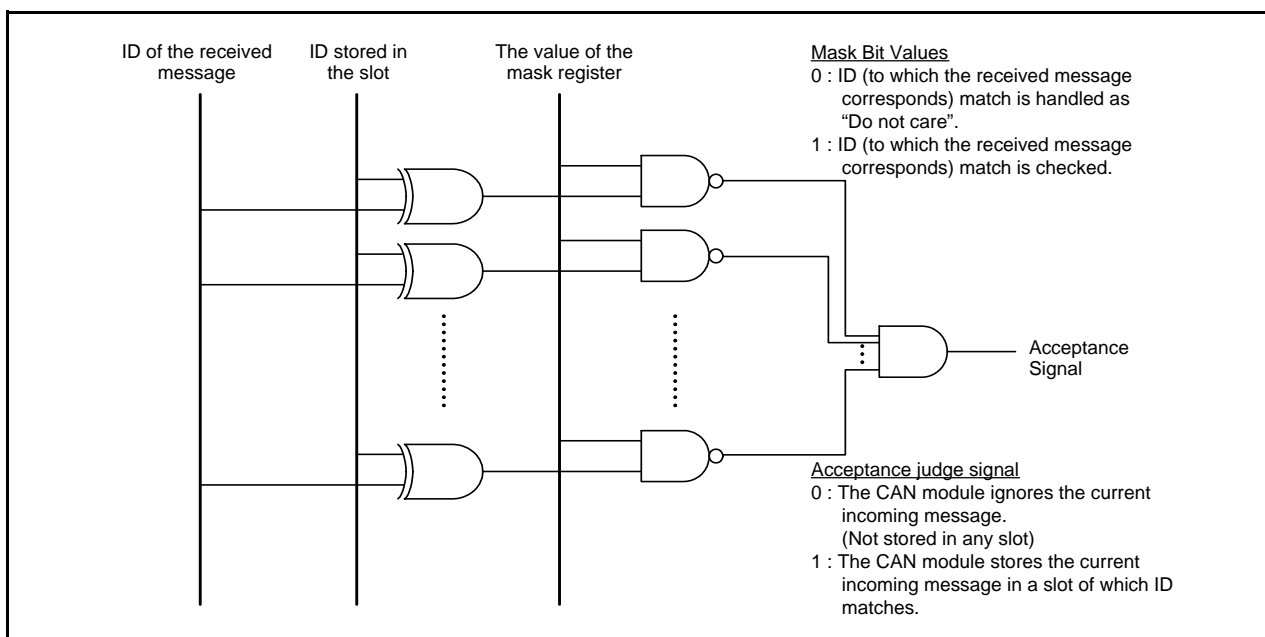 ID of the received
message
ID stored in
the slot
The value of the
mask register
Mask Bit Values
0 : ID (to which the received message
corresponds) match is handled as
“Do not care”.
1 : ID (to which the received message
corresponds) match is checked.
Acceptance
Signal
Acceptance judge signal
0 : The CAN module ignores the current
incoming message.
(Not stored in any slot)
1 : The CAN module stores the current
incoming message in a slot of which ID
matches.